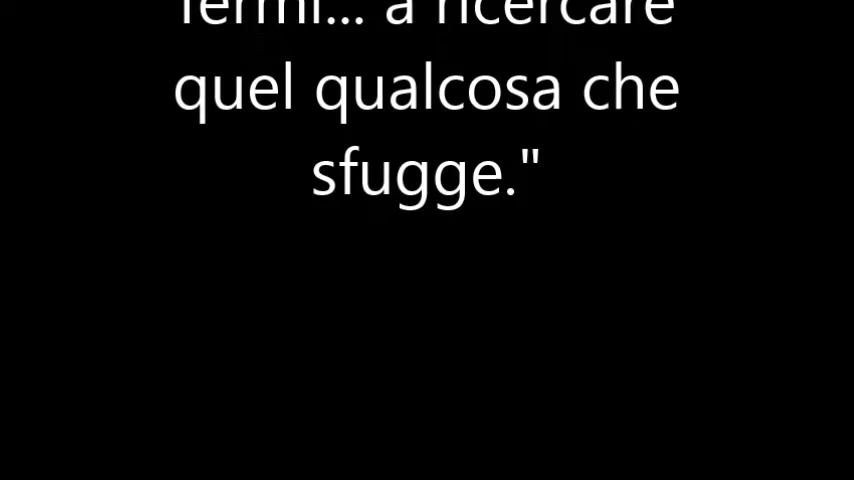 fermi... a ricercare
quel qualcosa che
sfugge."